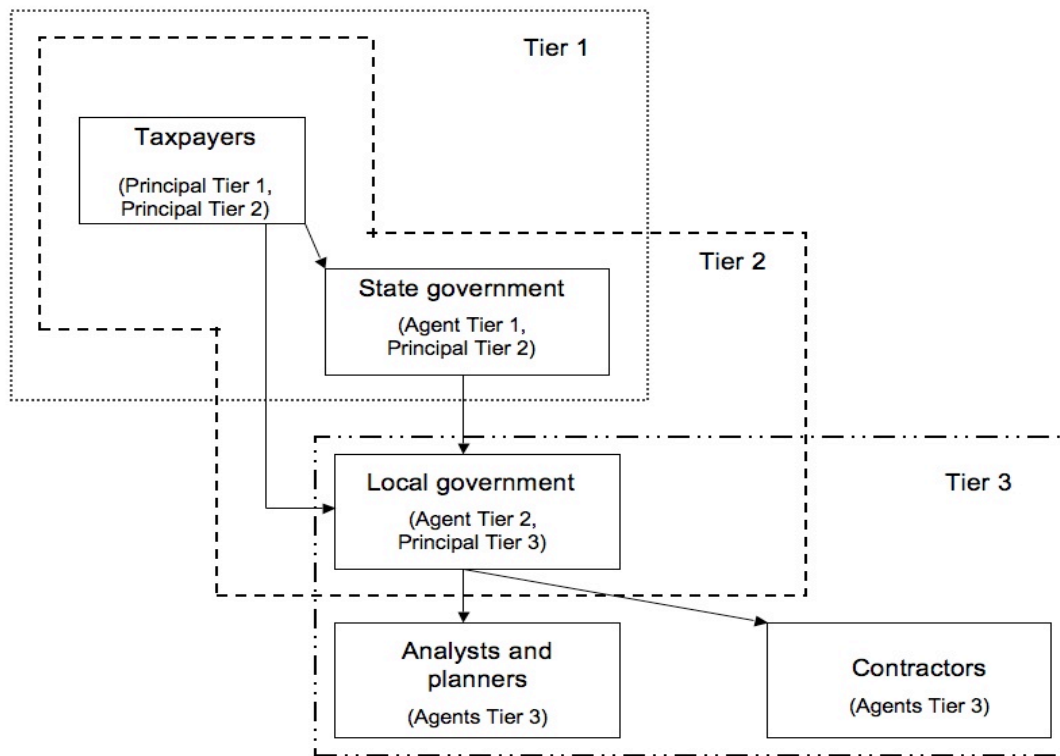 Tier 1
Taxpayers
(Principal Tier 1,
Principal Tier 2)
Tier 2
State government
(Agent Tier 1,
Principal Tier 2)
Local government
(Agent Tier 2,
Principal Tier 3)
Tier 3
Analysts and
planners
(Agents Tier 3)
Contractors
(Agents Tier 3)